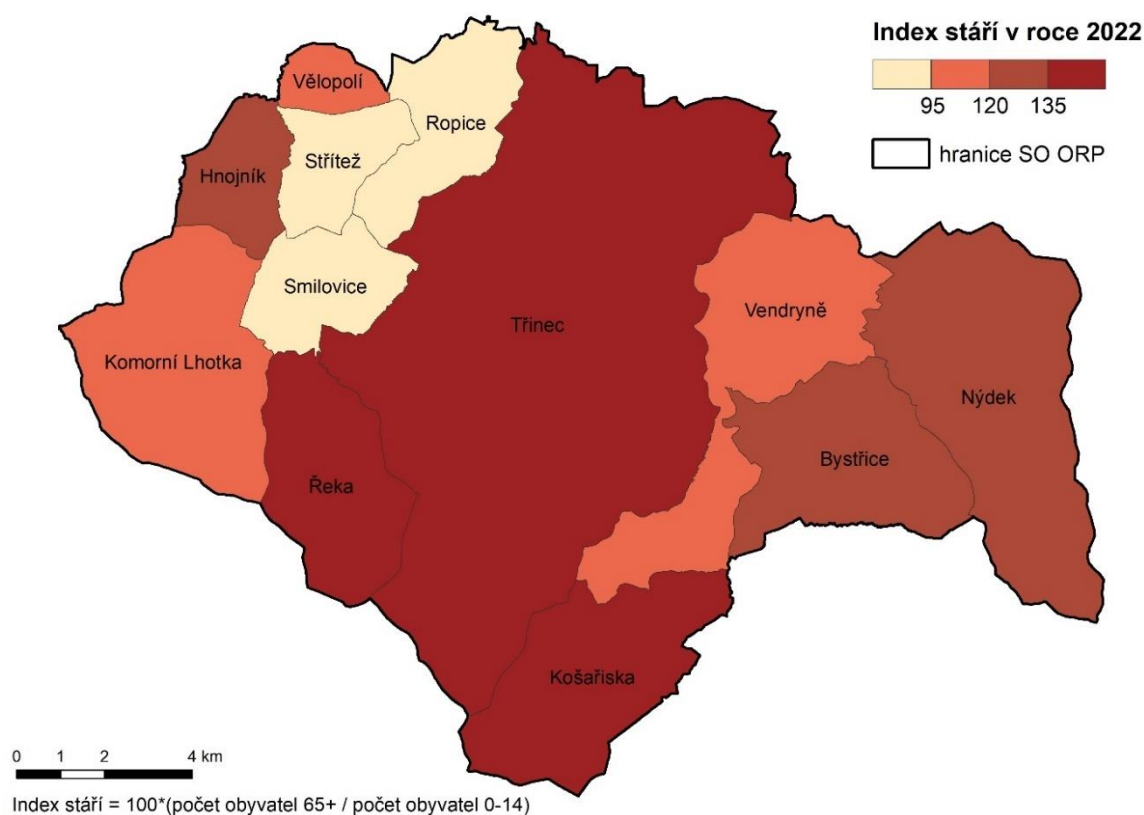 Index stáří v roce 2022
95 120 135
hranice SO ORP
Vělopolí
Ropice
Střítež
Hnojník
Smilovice
Vendryně
Třinec
Komorní Lhotka
Nýdek
Bystřice
Řeka
Košařiska
0 1 2 4 km
Index stáří = 100*(počet obyvatel 65+ / počet obyvatel 0-14)